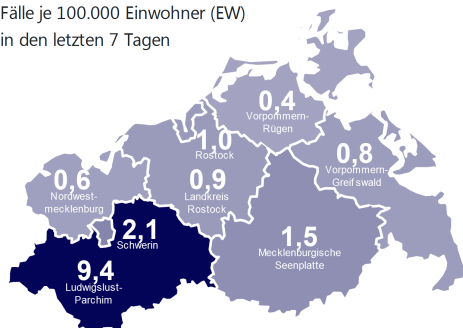 Fälle je 100.000 Einwohner (EW)
in den letzten 7 Tagen
0,4
Vorpommern-
Rügen
1,0
Rostock
0,8
Vorpommern-
Greifswald
0,6
Nordwest-
mecklenburg
0,9
Landkreis
Rostock
2,1
Schwerin
1,5
Mecklenburgische
Seenplatte
9,4
Ludwigslust-
Parchim